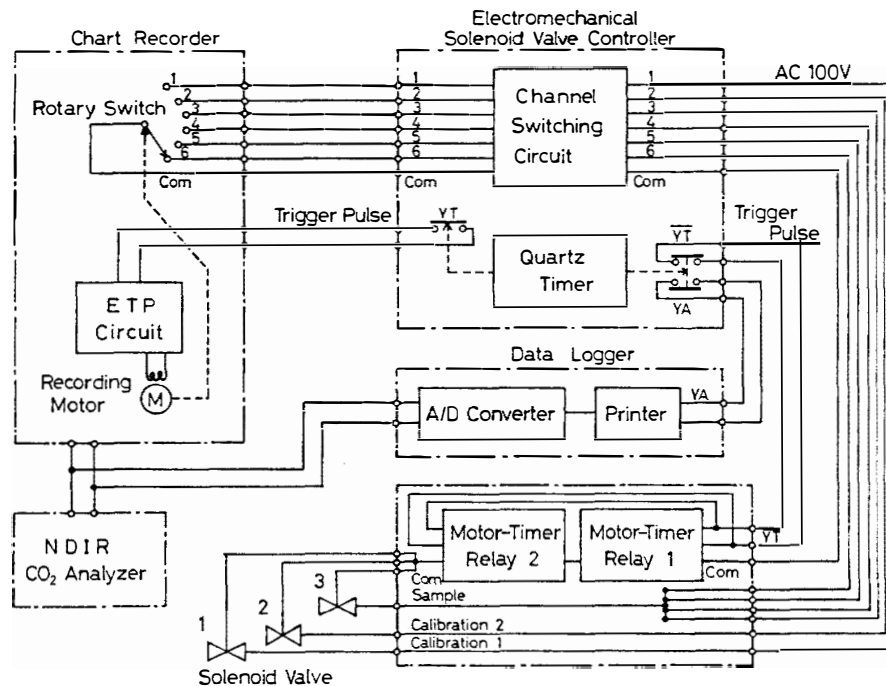 Electromechanical
Solenoid Valve Controller
Chart Recorder
AC 100V
1
2
3
4
5
6
Com
Rotary Switch
1
2
3
4
5
6
Com
Channel
Switching
Circuit
1
2
3
4
5
6
Com
Trigger Pulse
YT
Quartz
Timer
YT
YA
Trigger
Pulse
ETP
Circuit
Recording
Motor
M
Data Logger
A/D Converter
Printer
YA
NDIR
CO₂ Analyzer
Motor-Timer
Relay 2
Motor-Timer
Relay 1
YT
Com
Com
Sample
1
2
3
Calibration 2
Calibration 1
Solenoid Valve